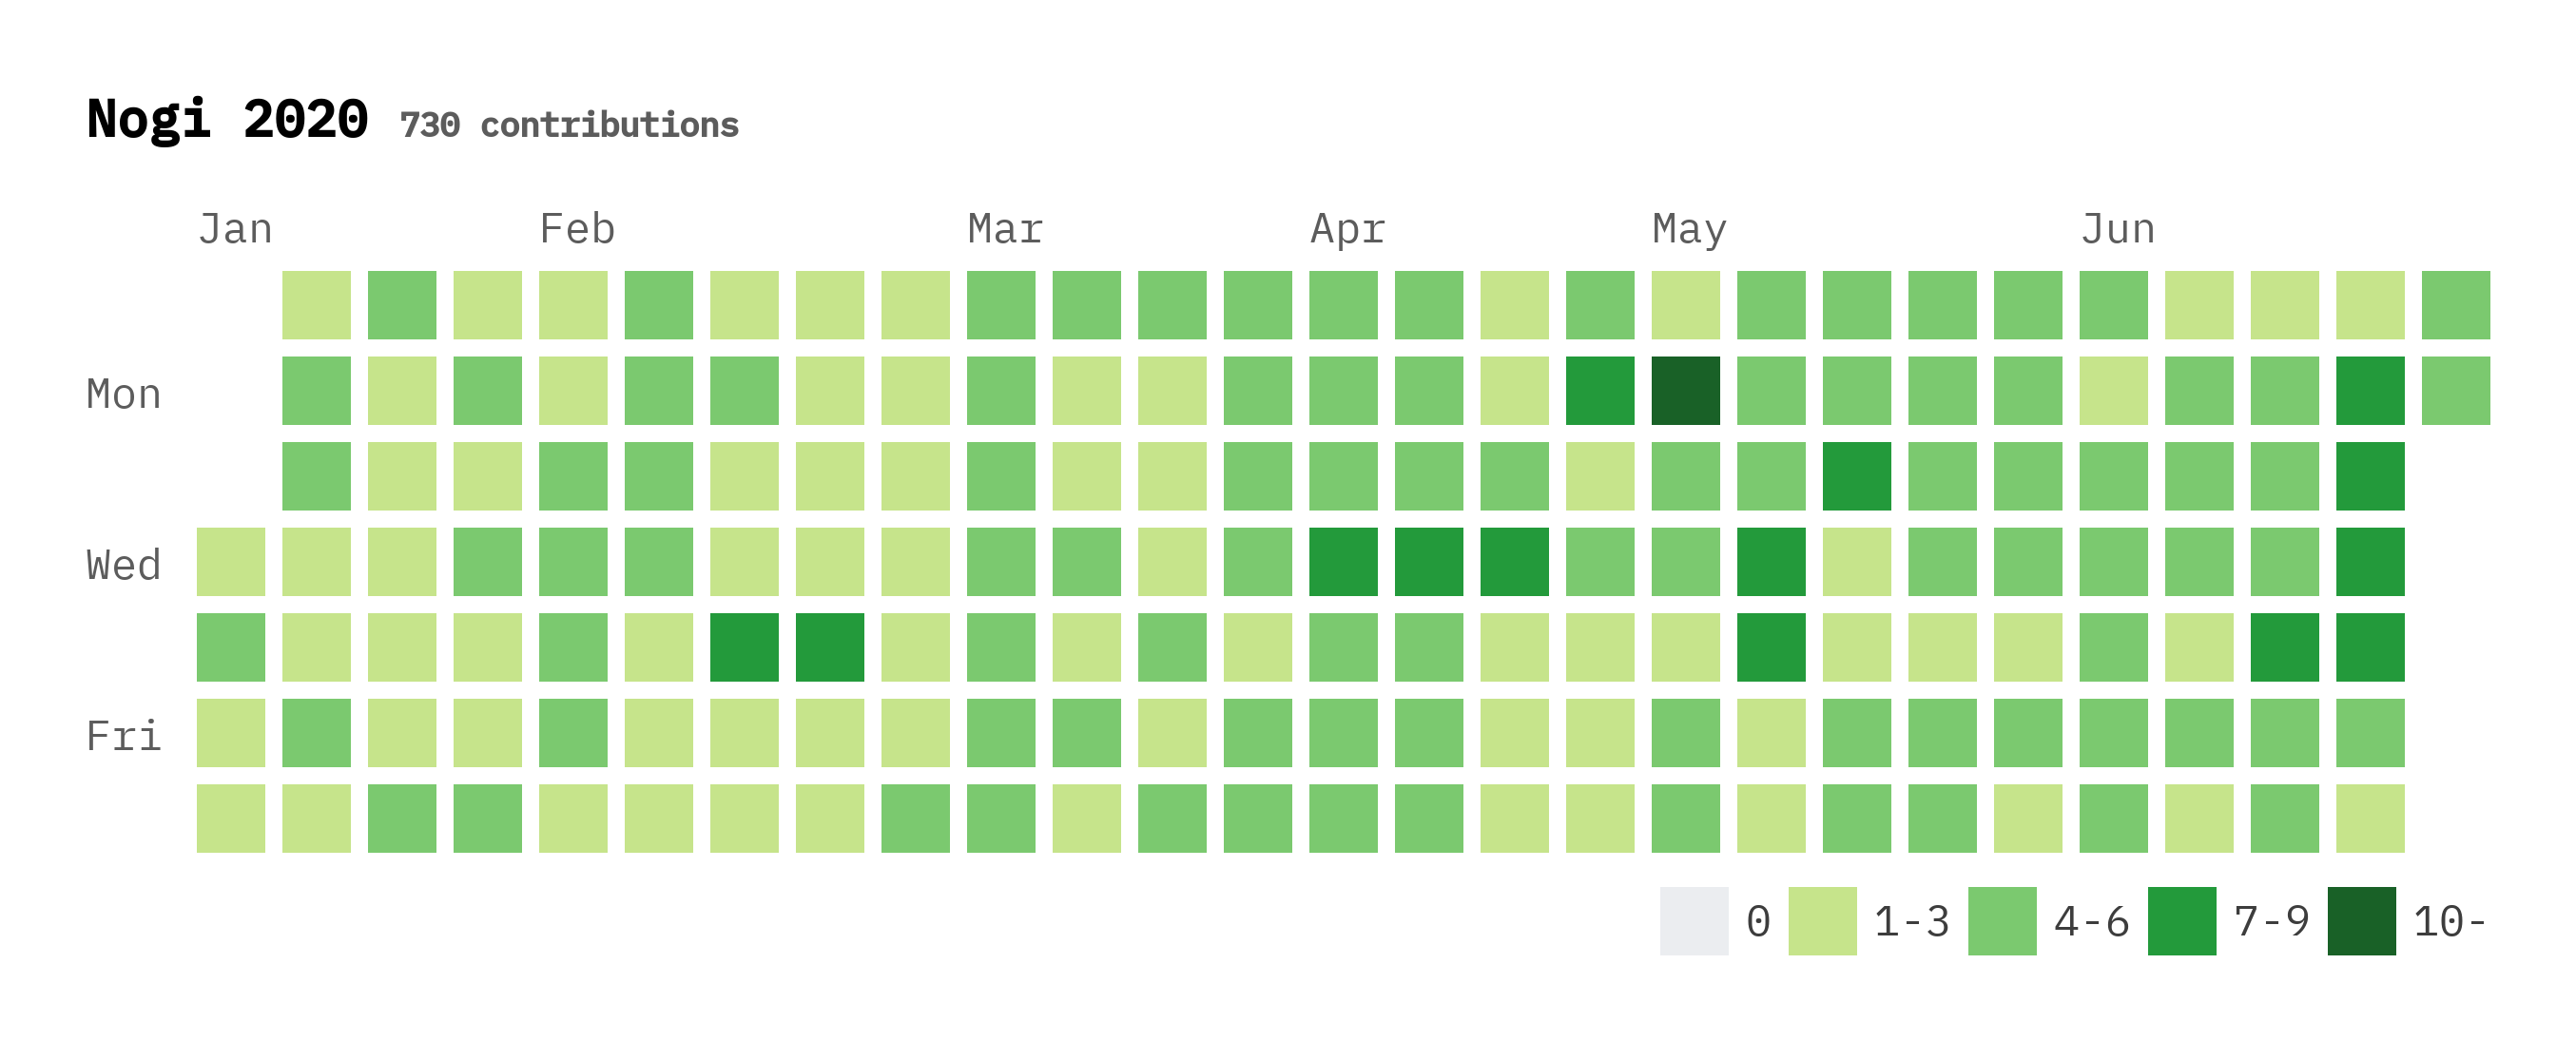 Nogi 2020 730 contributions
Jan Feb Mar Apr May Jun
Mon
Wed
Fri
0 1-3 4-6 7-9 10-